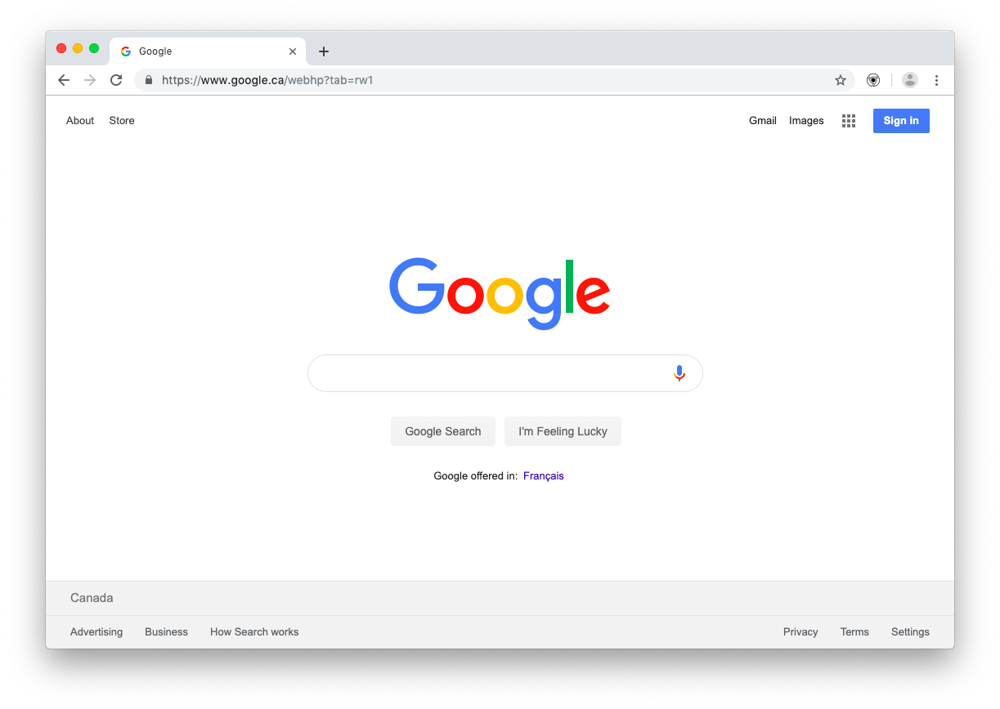 Google
https://www.google.ca/webhp?tab=rw1
About Store Gmail Images Sign in
Google
Google Search I'm Feeling Lucky
Google offered in: Français
Canada
Advertising Business How Search works Privacy Terms Settings